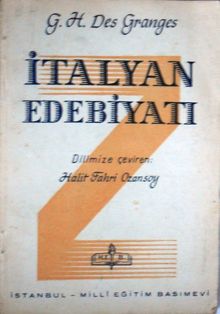 G. H. Des Granges
İTALYAN
EDEBİYATI
Dilimize çeviren:
Halit Fahri Ozansoy
İSTANBUL - MİLLÎ EĞİTİM BASIMEVİ